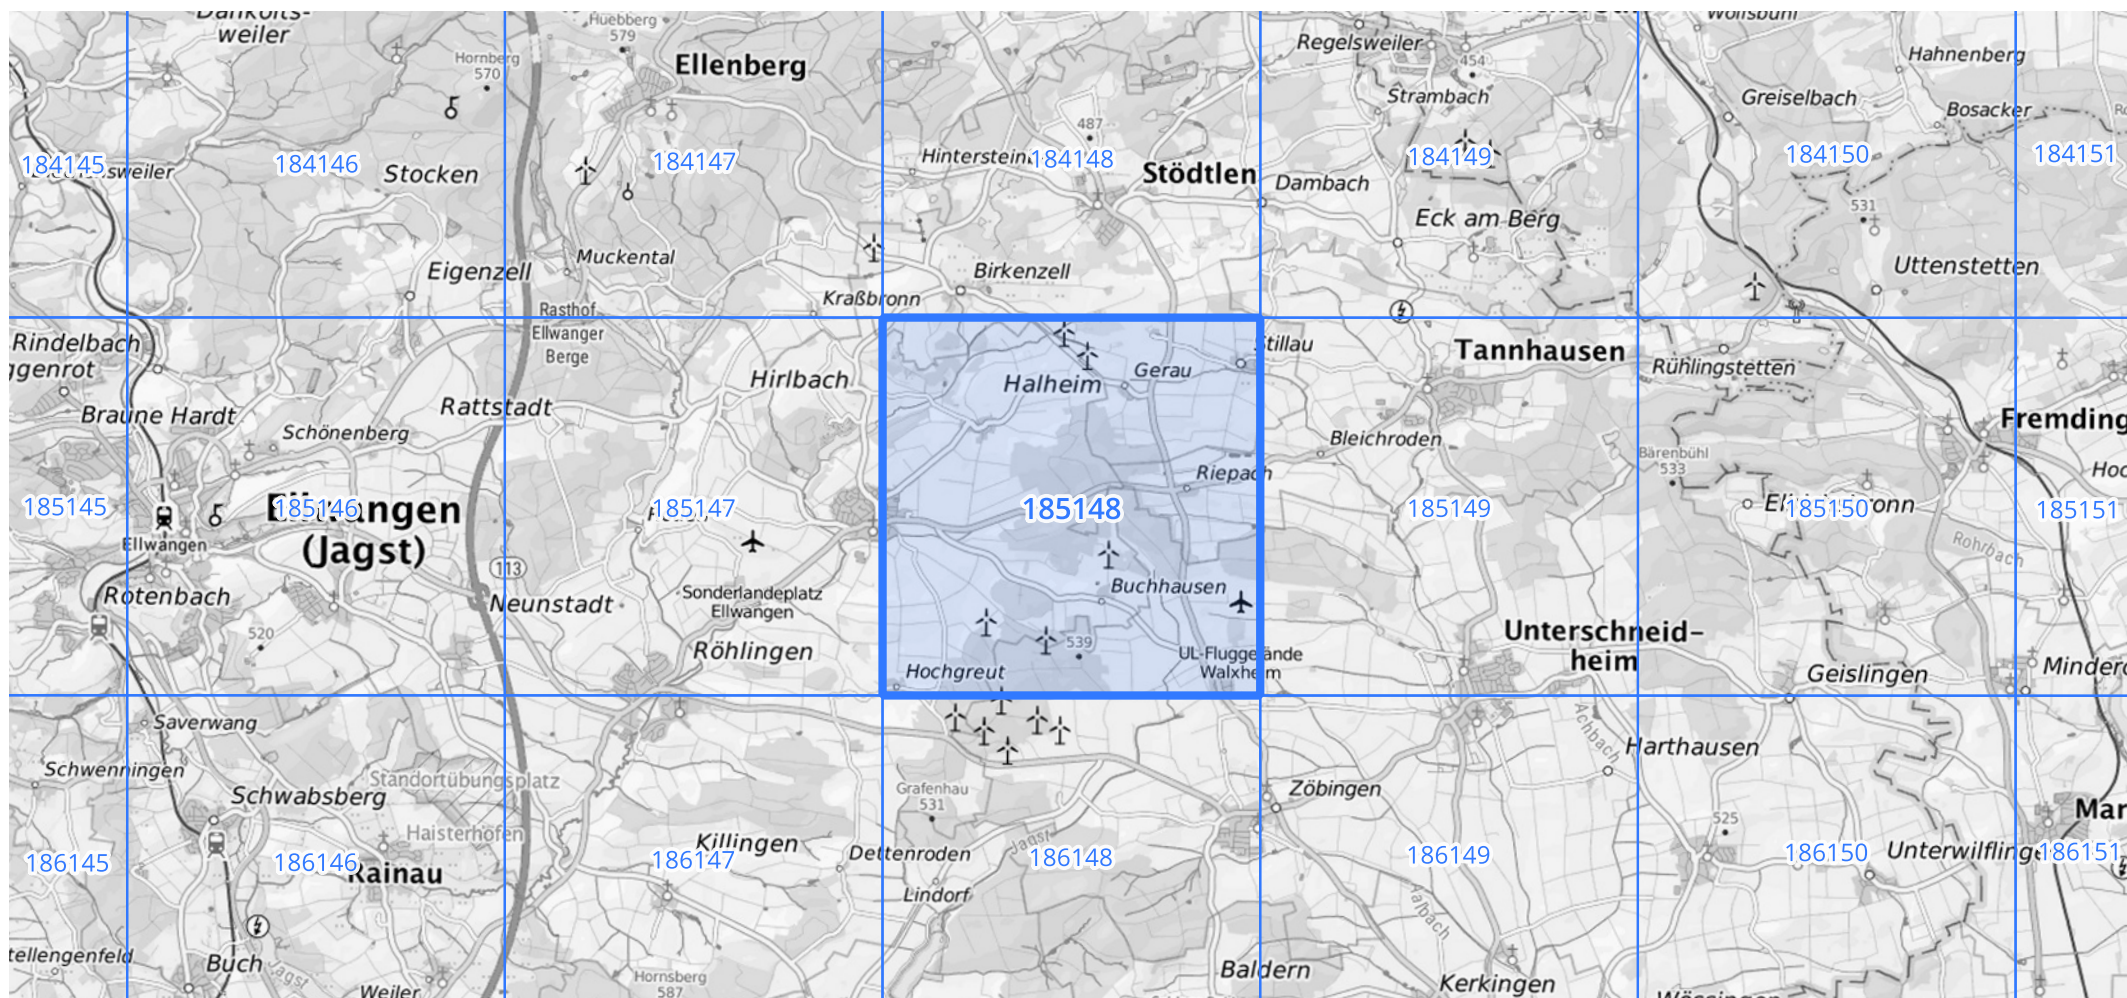 weiler
Huebberg
579
Ellenberg
Hornberg
570
Regelsweiler
454
Strambach
Hahnenberg
Greiselbach
Bosacker
487
184145
184146
184147
184148
184149
184150
184151
Stocken
Stödtlen
Dambach
Eck am Berg
531
Muckental
Eigenzell
Birkenzell
Kraßbronn
Uttenstetten
Rasthof
Ellwanger
Berge
Rindelbach
Hirlbach
Halheim
Gerau
Tannhausen
Rühlingstetten
Braune Hardt
Rattstadt
Schönenberg
Bleichroden
Bärenbühl
533
Riepach
185145
185146
185147
185148
185149
185150
185151
(Jagst)
Ellwangen
113
Rohrbach
Rotenbach
Neunstadt
Sonderlandeplatz
Ellwangen
Buchhausen
520
Röhlingen
539
UL-Fluggelände
Walxheim
Unterschneid-
heim
Hochgreut
Geislingen
Saverwang
Achbach
Harthausen
Schwenningen
Standortübungsplatz
Schwabsberg
Grafenhau
531
Zöbingen
525
Haisterhofen
Killingen
Dettenroden
Jagst
186145
186146
186147
186148
186149
186150
186151
Rainau
Lindorf
Aalbach
Buch
Jagst
Weiler
Hornsberg
587
Baldern
Kerkingen